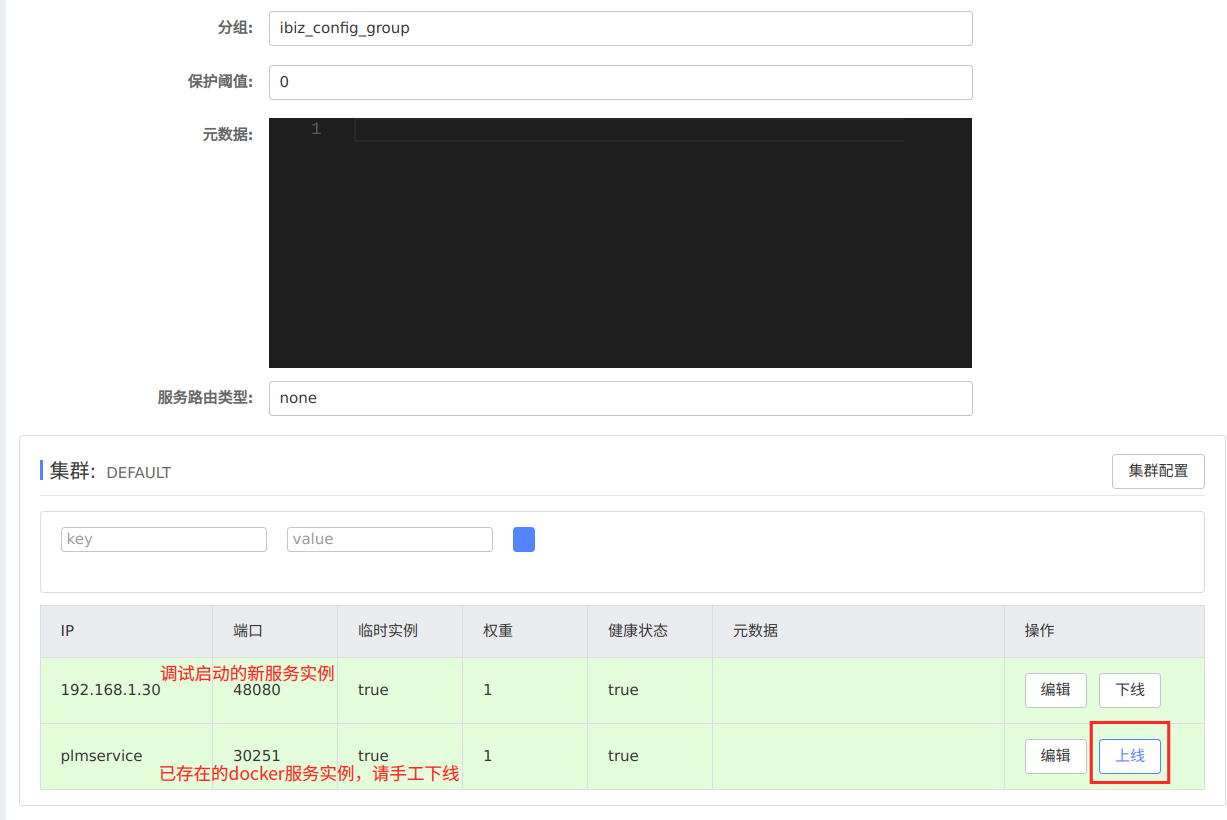 分组: ibiz_config_group
保护阈值: 0
元数据: 1
服务路由类型: none
集群: DEFAULT 集群配置
key value
IP 端口 临时实例 权重 健康状态 元数据 操作
调试启动的新服务实例
192.168.1.30 48080 true 1 true 编辑 下线
plmservice 30251 true 1 true 编辑 上线
已存在的docker服务实例，请手工下线